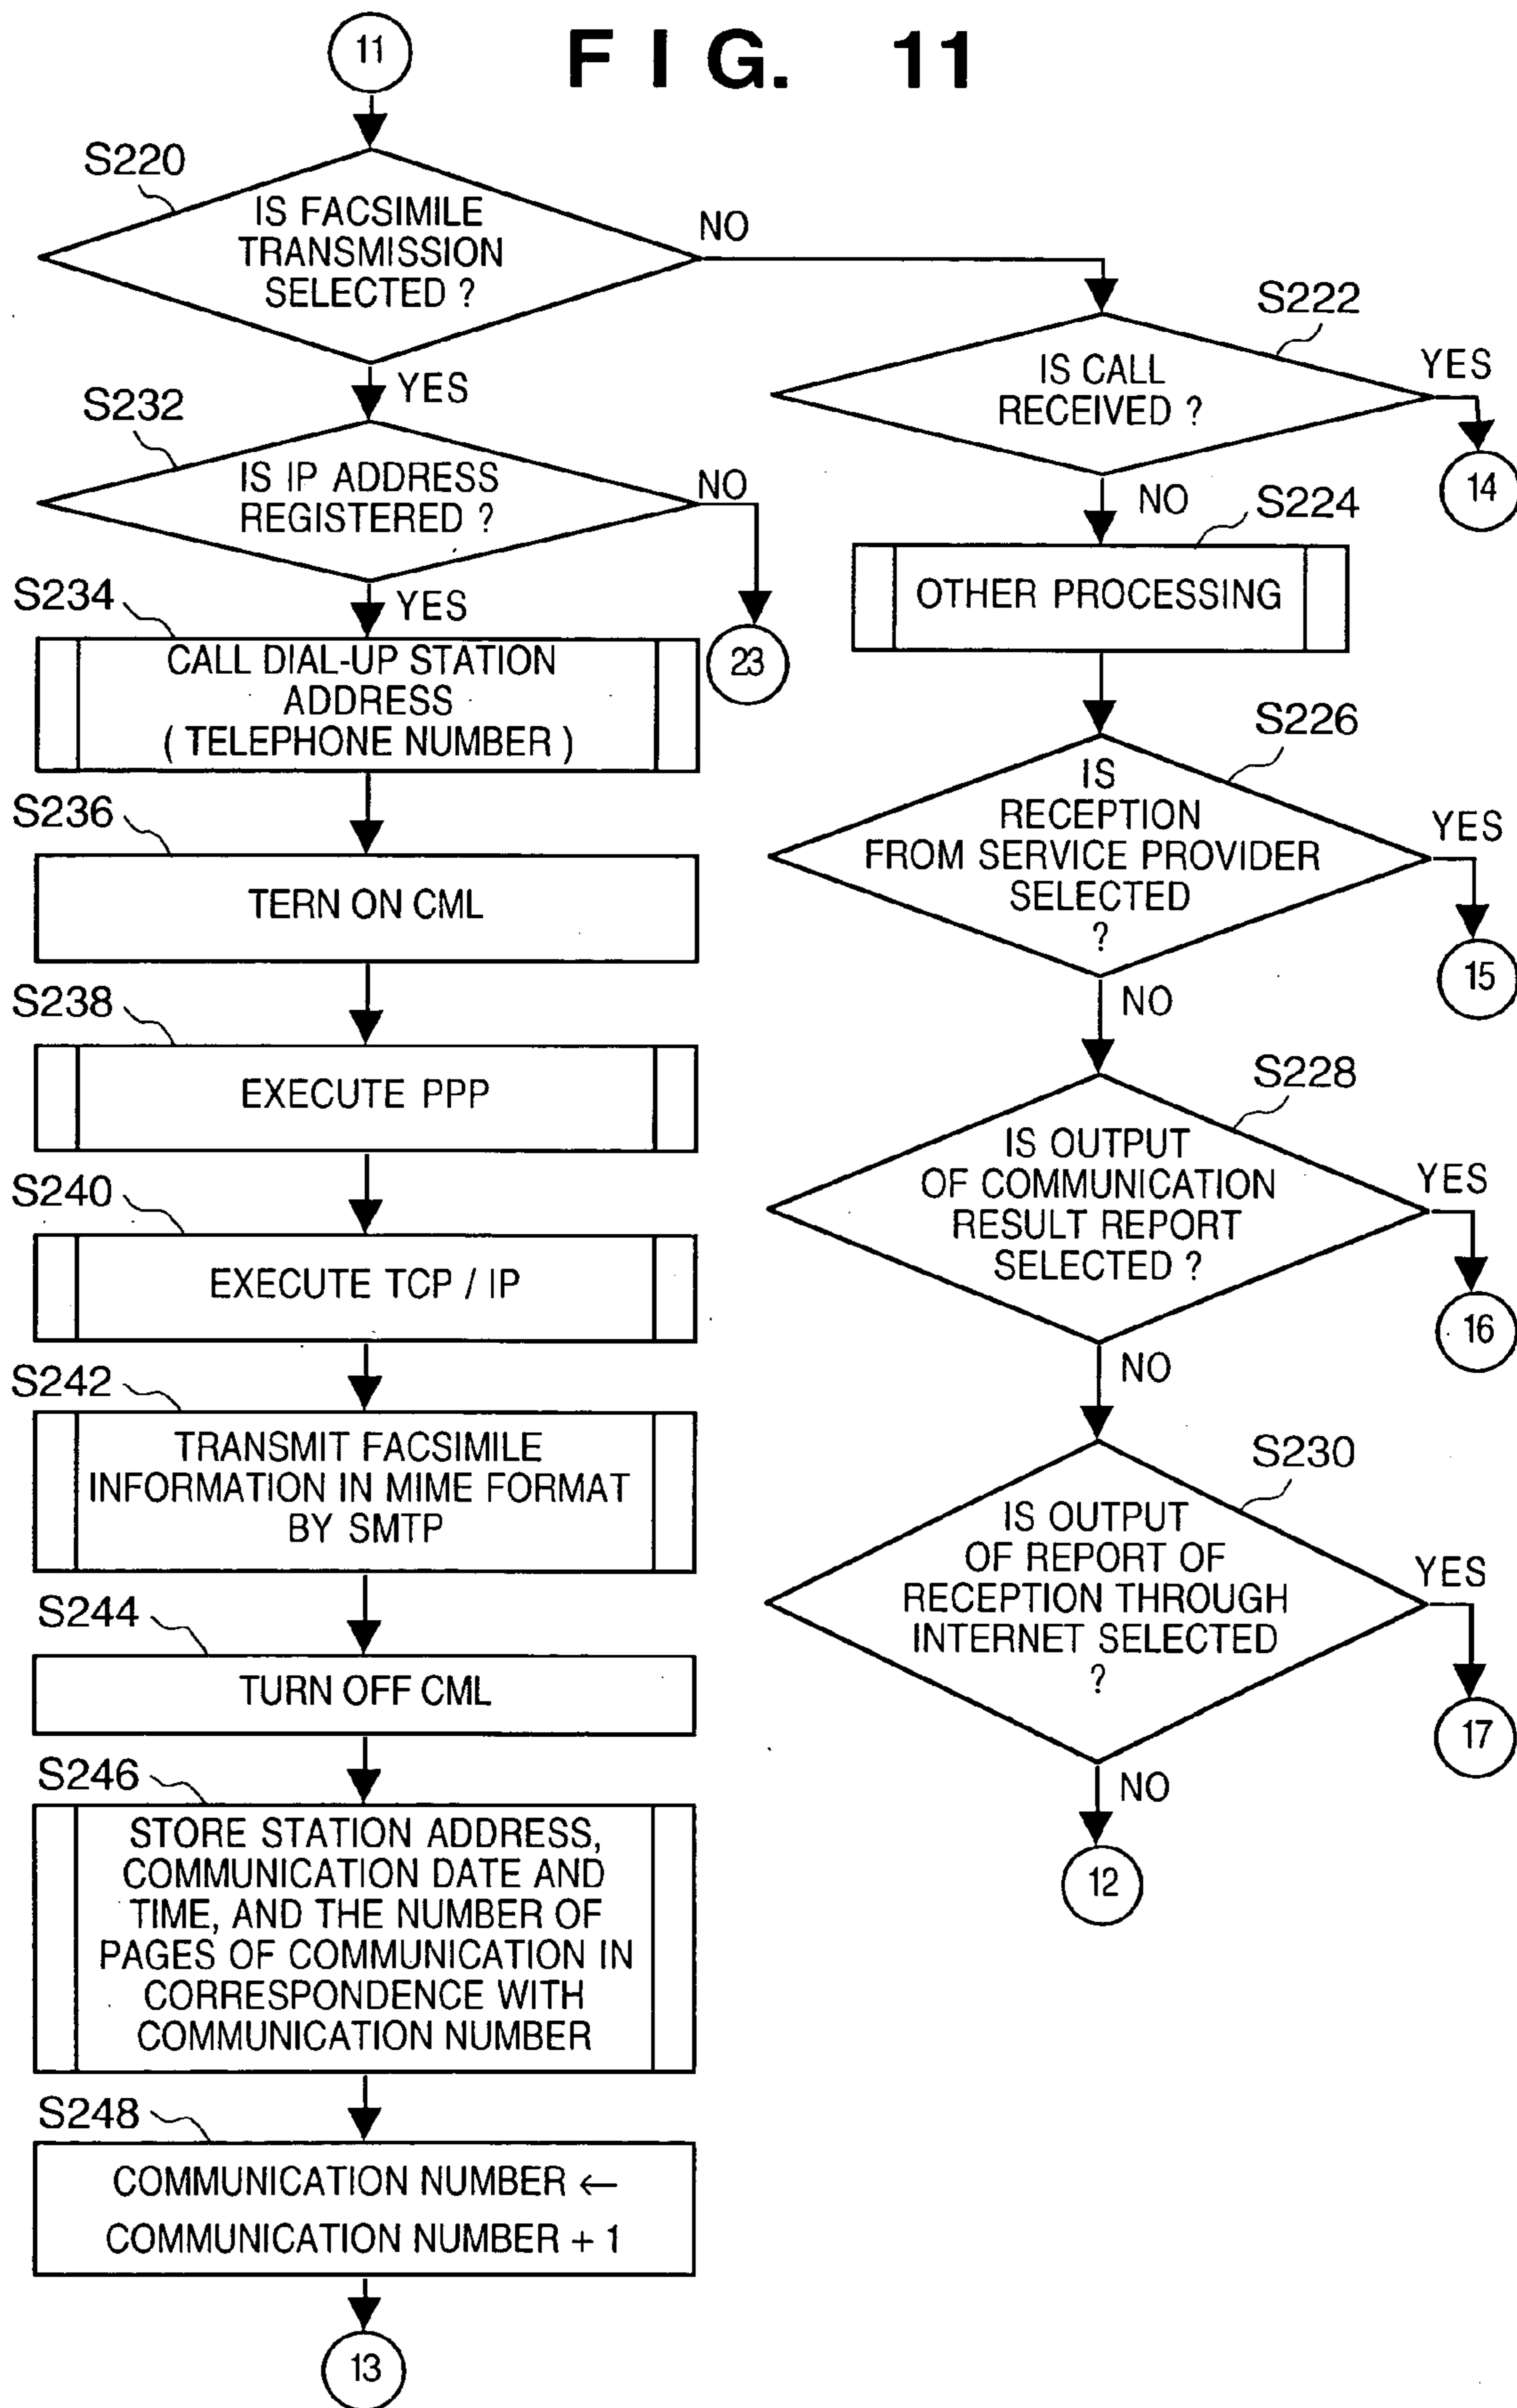 FIG. 11
11
S220
IS FACSIMILE
TRANSMISSION
SELECTED ?
NO
YES
S232
IS IP ADDRESS
REGISTERED ?
NO
23
YES
S234
CALL DIAL-UP STATION
ADDRESS
( TELEPHONE NUMBER )
S236
TERN ON CML
S238
EXECUTE PPP
S240
EXECUTE TCP / IP
S242
TRANSMIT FACSIMILE
INFORMATION IN MIME FORMAT
BY SMTP
S244
TURN OFF CML
S246
STORE STATION ADDRESS,
COMMUNICATION DATE AND
TIME, AND THE NUMBER OF
PAGES OF COMMUNICATION IN
CORRESPONDENCE WITH
COMMUNICATION NUMBER
S248
COMMUNICATION NUMBER ←
COMMUNICATION NUMBER + 1
13
S222
IS CALL
RECEIVED ?
YES
14
NO
S224
OTHER PROCESSING
S226
IS
RECEPTION
FROM SERVICE PROVIDER
SELECTED
?
YES
15
NO
S228
IS OUTPUT
OF COMMUNICATION
RESULT REPORT
SELECTED ?
YES
16
NO
S230
IS OUTPUT
OF REPORT OF
RECEPTION THROUGH
INTERNET SELECTED
?
YES
17
NO
12